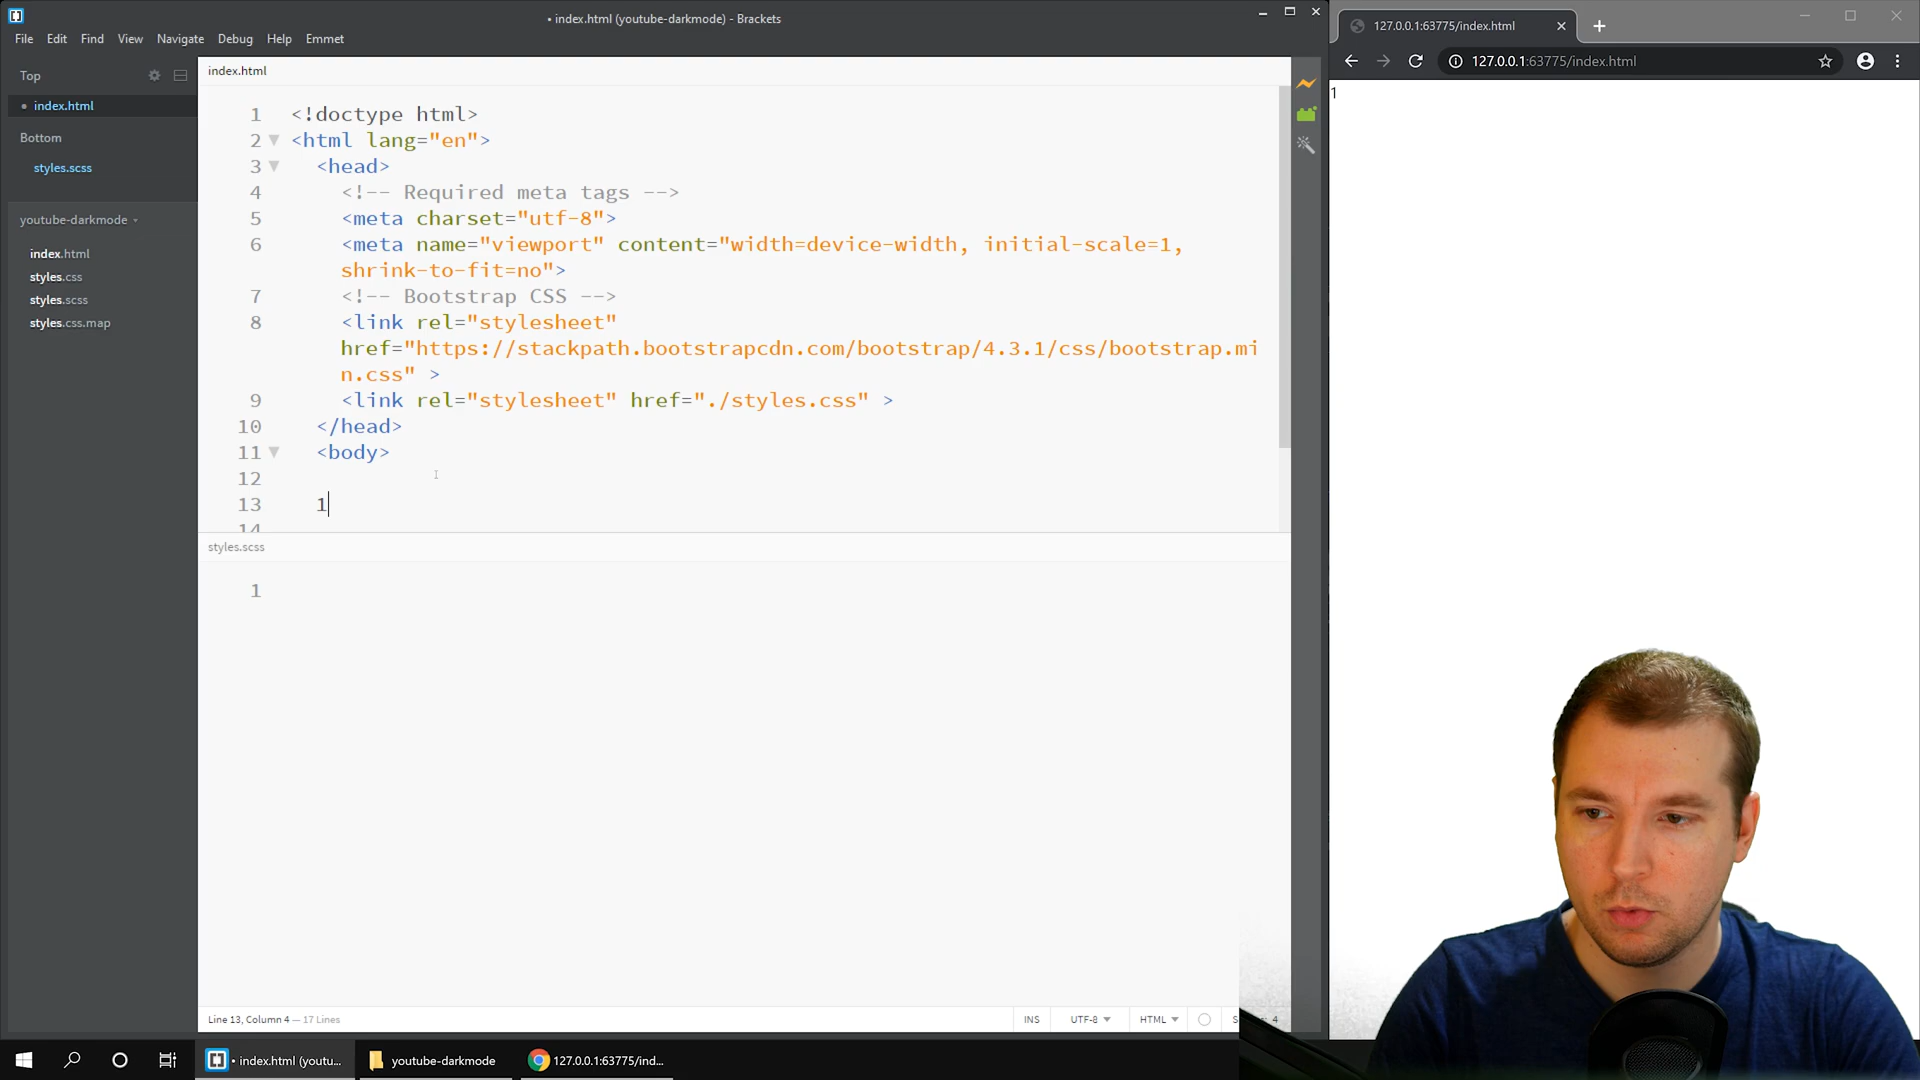 • index.html (youtube-darkmode) - Brackets
File Edit Find View Navigate Debug Help Emmet
Top
• index.html
Bottom
styles.scss
youtube-darkmode
index.html
styles.css
styles.scss
styles.css.map
index.html
1 <!doctype html>
2 <html lang="en">
3 <head>
4 <!-- Required meta tags -->
5 <meta charset="utf-8">
6 <meta name="viewport" content="width=device-width, initial-scale=1,
shrink-to-fit=no">
7 <!-- Bootstrap CSS -->
8 <link rel="stylesheet"
href="https://stackpath.bootstrapcdn.com/bootstrap/4.3.1/css/bootstrap.mi
n.css" >
9 <link rel="stylesheet" href="./styles.css" >
10 </head>
11 <body>
12
13 1
14
styles.scss
1
Line 13, Column 4 — 17 Lines
INS UTF-8 HTML 4
127.0.0.1:63775/index.html
127.0.0.1:63775/index.html
1
• index.html (youtu...
youtube-darkmode
127.0.0.1:63775/ind...